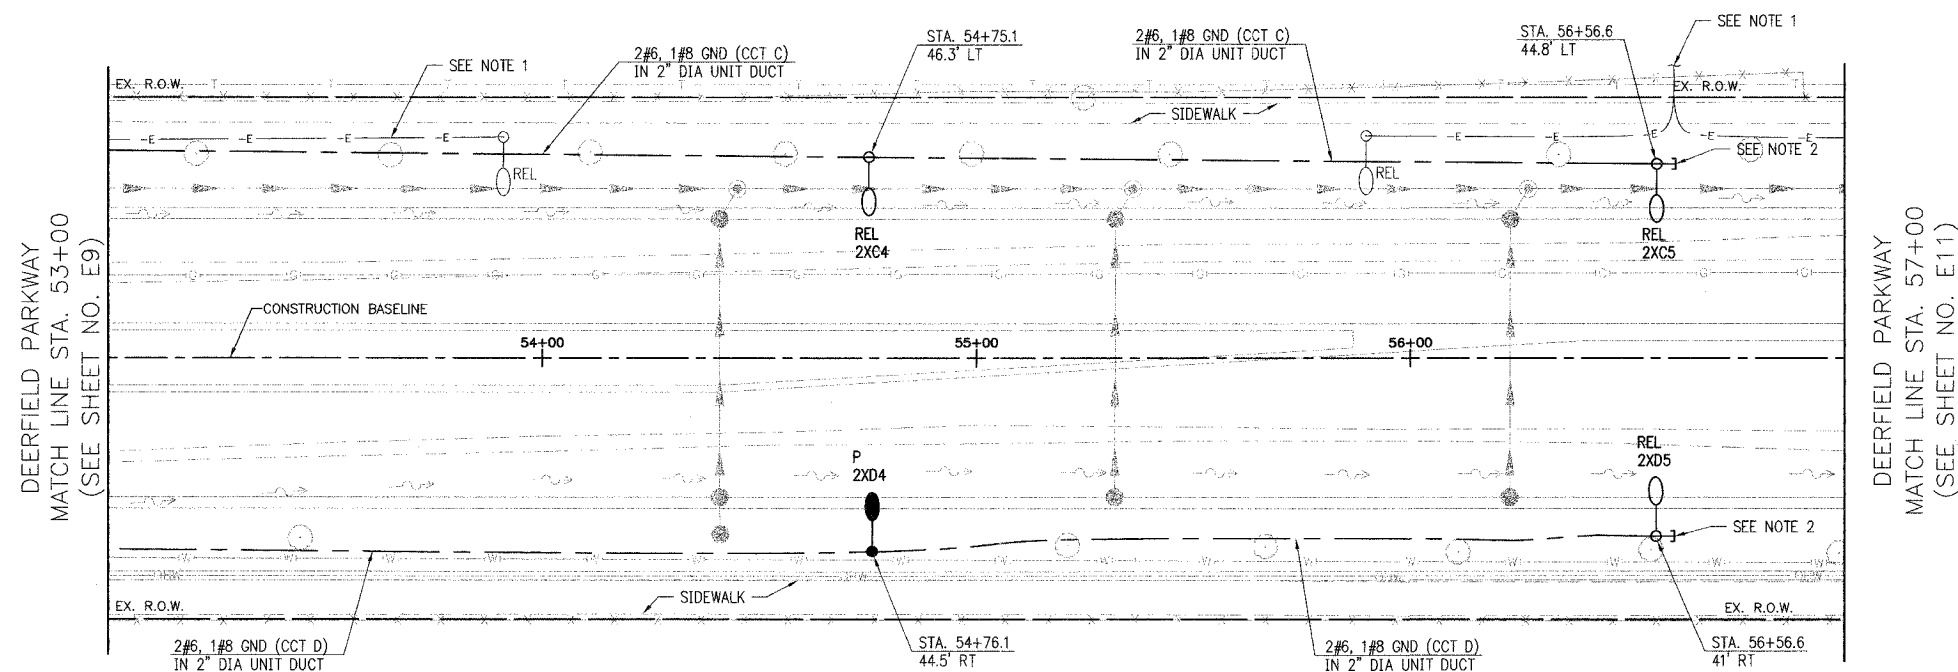 SEE NOTE 1
STA. 54+75.1
46.3' LT
2#6, 1#8 GND (CCT C)
IN 2" DIA UNIT DUCT
STA. 56+56.6
44.8' LT
2#6, 1#8 GND (CCT C)
IN 2" DIA UNIT DUCT
SEE NOTE 1
EX. R.O.W.
EX. R.O.W.
SIDEWALK
SEE NOTE 2
REL
REL
REL
2XC4
REL
2XC5
DEERFIELD PARKWAY
MATCH LINE STA. 53+00
(SEE SHEET NO. E9)
DEERFIELD PARKWAY
MATCH LINE STA. 57+00
(SEE SHEET NO. E11)
CONSTRUCTION BASELINE
54+00
55+00
56+00
P
2XD4
REL
2XD5
SEE NOTE 2
SIDEWALK
EX. R.O.W.
EX. R.O.W.
2#6, 1#8 GND (CCT D)
IN 2" DIA UNIT DUCT
STA. 54+76.1
44.5' RT
2#6, 1#8 GND (CCT D)
IN 2" DIA UNIT DUCT
STA. 56+56.6
41' RT